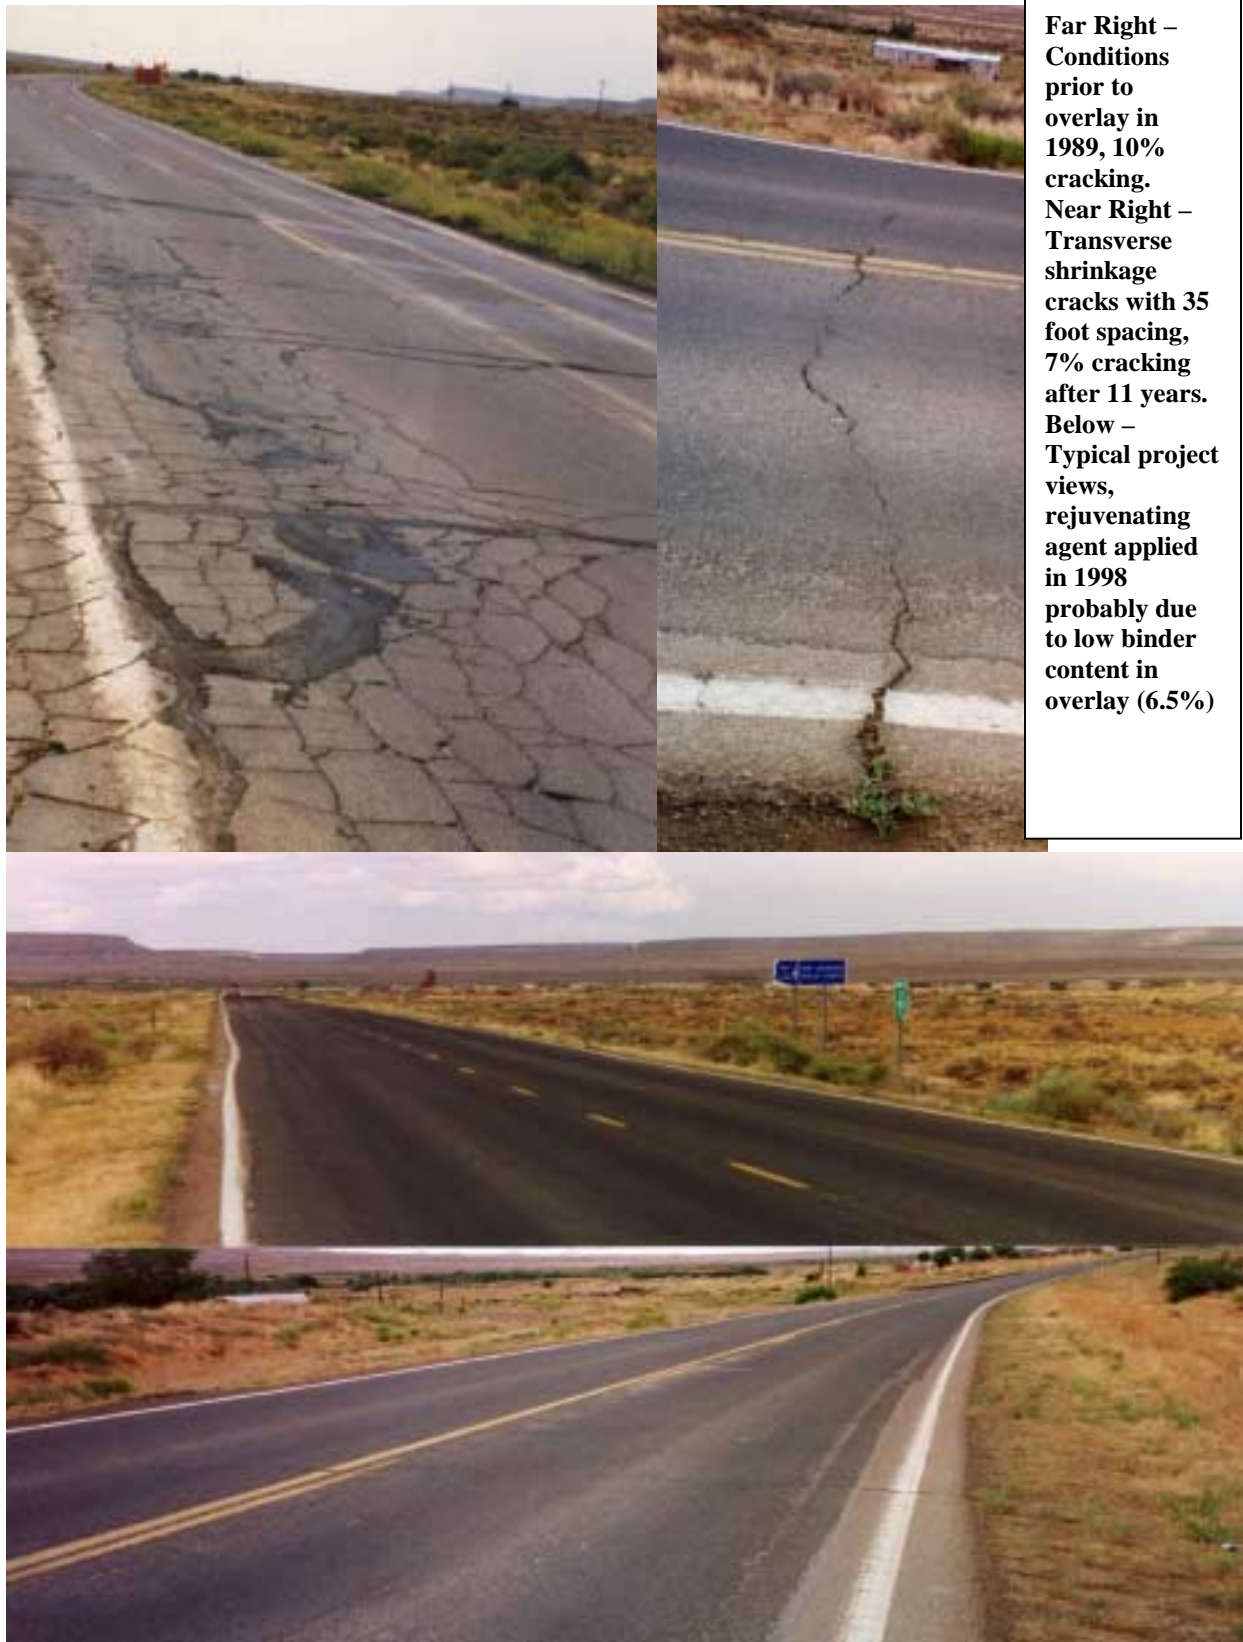 Far Right –
Conditions
prior to
overlay in
1989, 10%
cracking.
Near Right –
Transverse
shrinkage
cracks with 35
foot spacing,
7% cracking
after 11 years.
Below –
Typical project
views,
rejuvenating
agent applied
in 1998
probably due
to low binder
content in
overlay (6.5%)